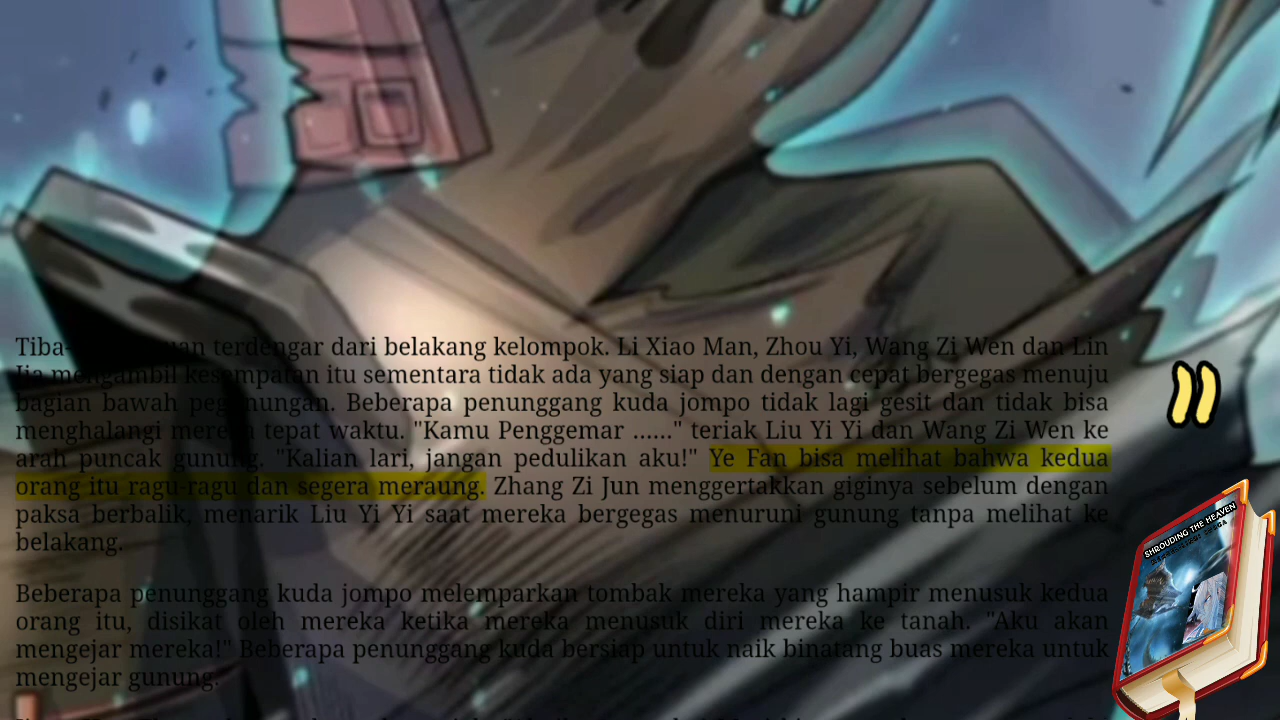 terdengar dari belakang kelompok. Li Xiao Man, Zhou Yi, Wang Zi Wen dan Lin
Jia mengambil kesempatan itu sementara tidak ada yang siap dan dengan cepat bergegas menuju
bagian bawah pegunungan. Beberapa penunggang kuda jompo tidak lagi gesit dan tidak bisa
menghalangi mereka tepat waktu. "Kamu Penggemar ......" teriak Liu Yi Yi dan Wang Zi Wen ke
arah puncak gunung. "Kalian lari, jangan pedulikan aku!" Ye Fan bisa melihat bahwa kedua
orang itu ragu-ragu dan segera meraung. Zhang Zi Jun menggertakkan giginya sebelum dengan
paksa berbalik, menarik Liu Yi Yi saat mereka bergegas menuruni gunung tanpa melihat ke
belakang.
Beberapa penunggang kuda jompo melemparkan tombak mereka yang hampir menusuk kedua
orang itu, disikat oleh mereka ketika mereka menusuk diri mereka ke tanah. "Aku akan
mengejar mereka!" Beberapa penunggang kuda bersiap untuk naik binatang buas mereka untuk
mengejar gunung.
SHROUDING THE HEAVEN